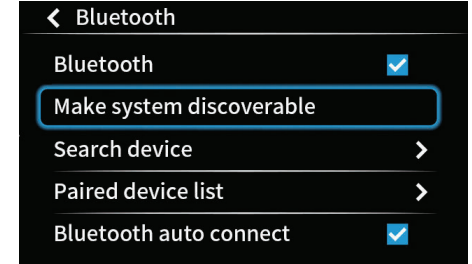 Bluetooth
Bluetooth
Make system discoverable
Search device
Paired device list
Bluetooth auto connect